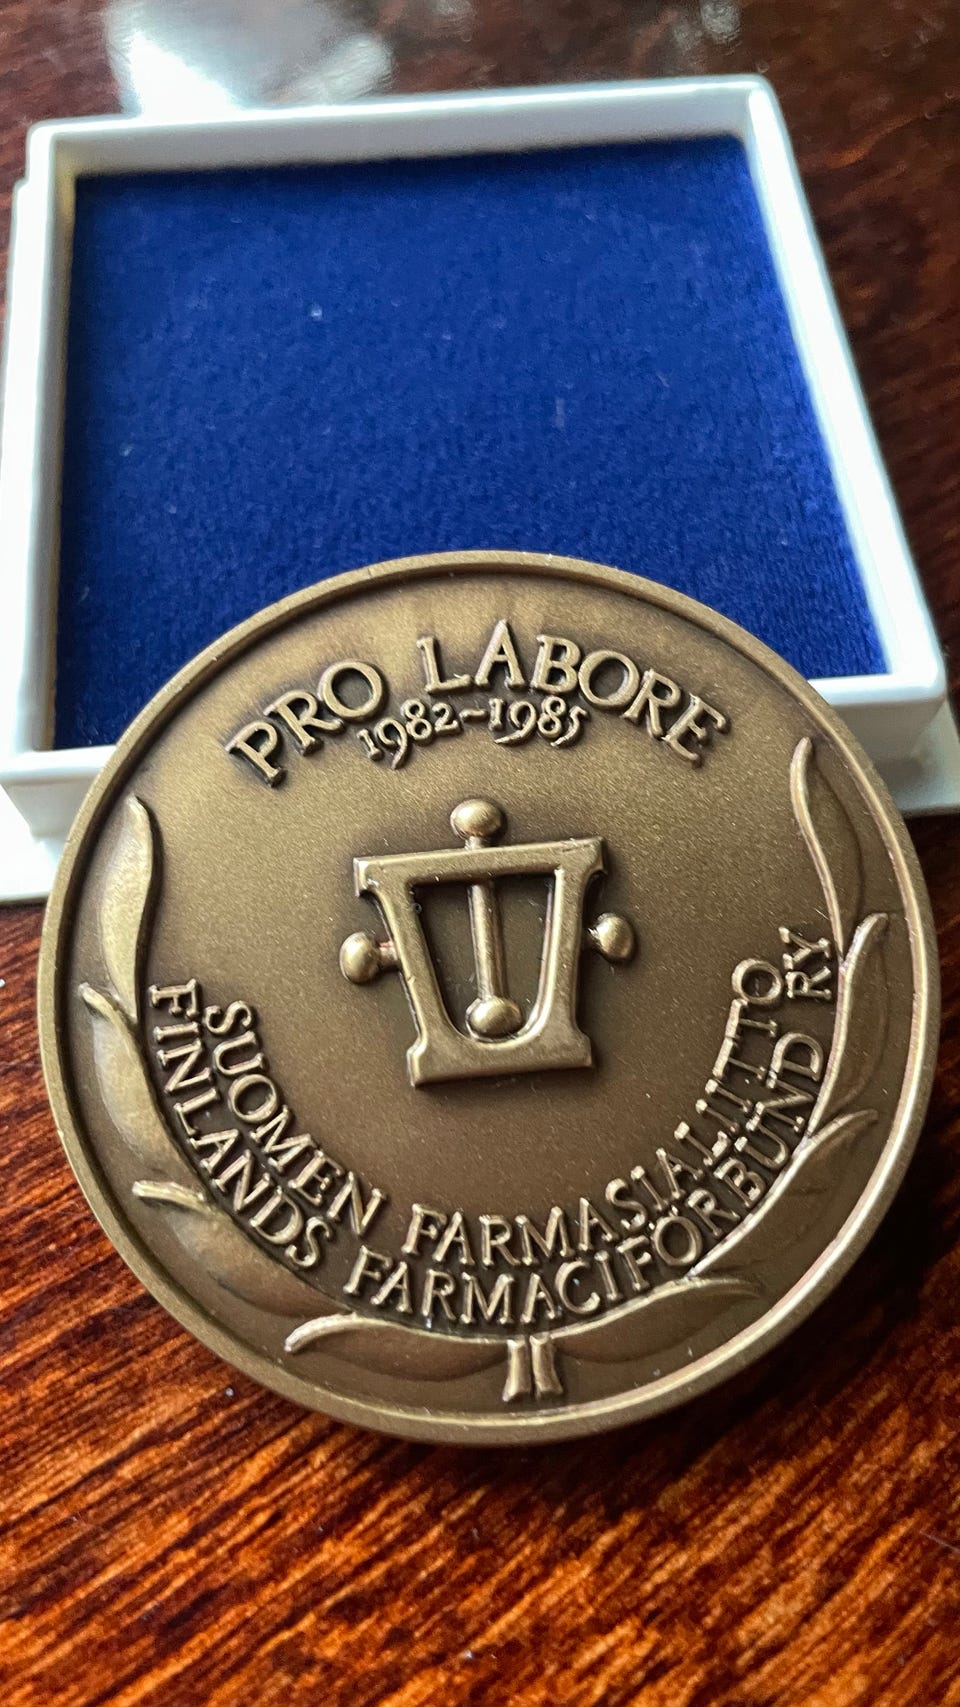 PRO LABORE
1982-1985
SUOMEN FARMASIALIITTO RY
FINLANDS FARMACIFÖRBUND